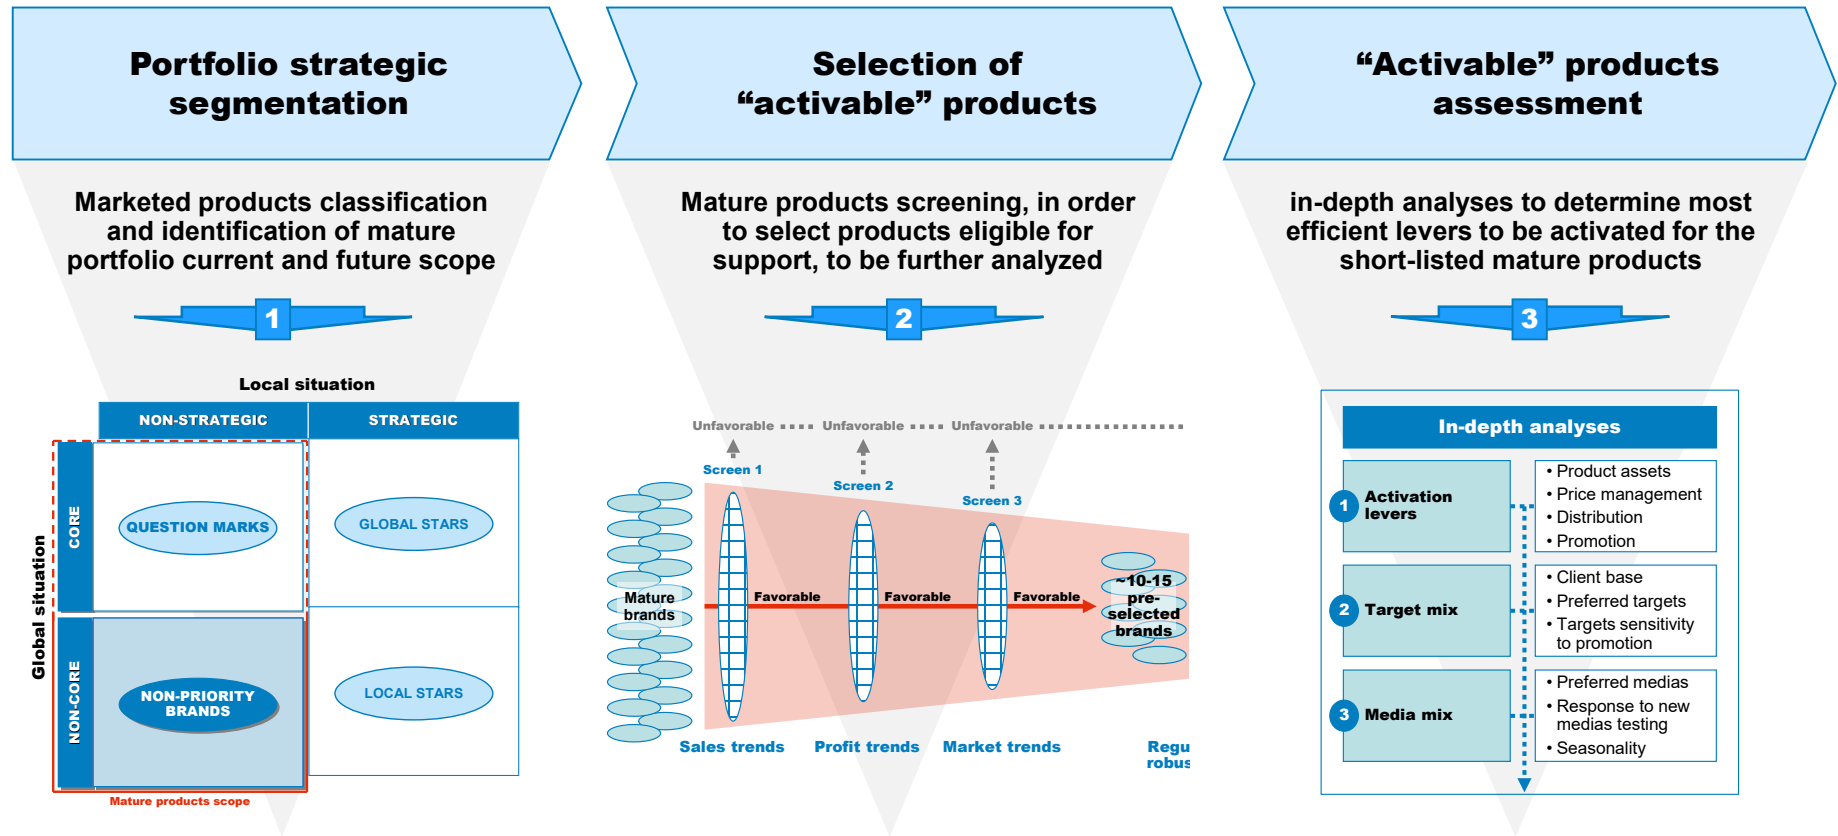 Portfolio strategic
segmentation
Marketed products classification
and identification of mature
portfolio current and future scope
1
Local situation
NON-STRATEGIC
STRATEGIC
Global situation
CORE
QUESTION MARKS
GLOBAL STARS
NON-CORE
NON-PRIORITY
BRANDS
LOCAL STARS
Mature products scope
Selection of
“activable” products
Mature products screening, in order
to select products eligible for
support, to be further analyzed
2
Unfavorable
Unfavorable
Unfavorable
Screen 1
Screen 2
Screen 3
Mature
brands
Favorable
Favorable
Favorable
~10-15
pre-
selected
brands
Sales trends
Profit trends
Market trends
Regu
robus
“Activable” products
assessment
in-depth analyses to determine most
efficient levers to be activated for the
short-listed mature products
3
In-depth analyses
1
Activation
levers
• Product assets
• Price management
• Distribution
• Promotion
2
Target mix
• Client base
• Preferred targets
• Targets sensitivity
to promotion
3
Media mix
• Preferred medias
• Response to new
medias testing
• Seasonality